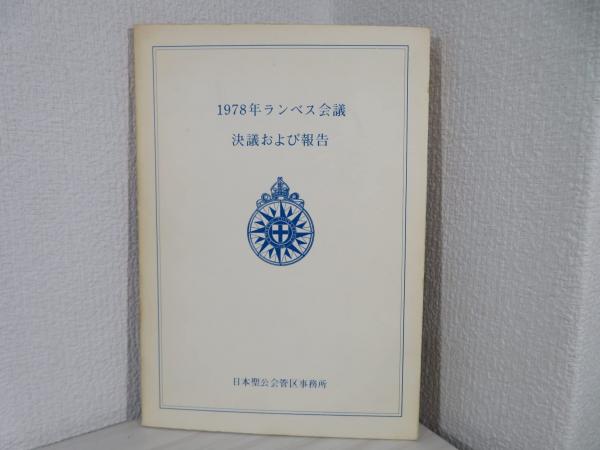 1978年ランベス会議
決議および報告
日本聖公会管区事務所